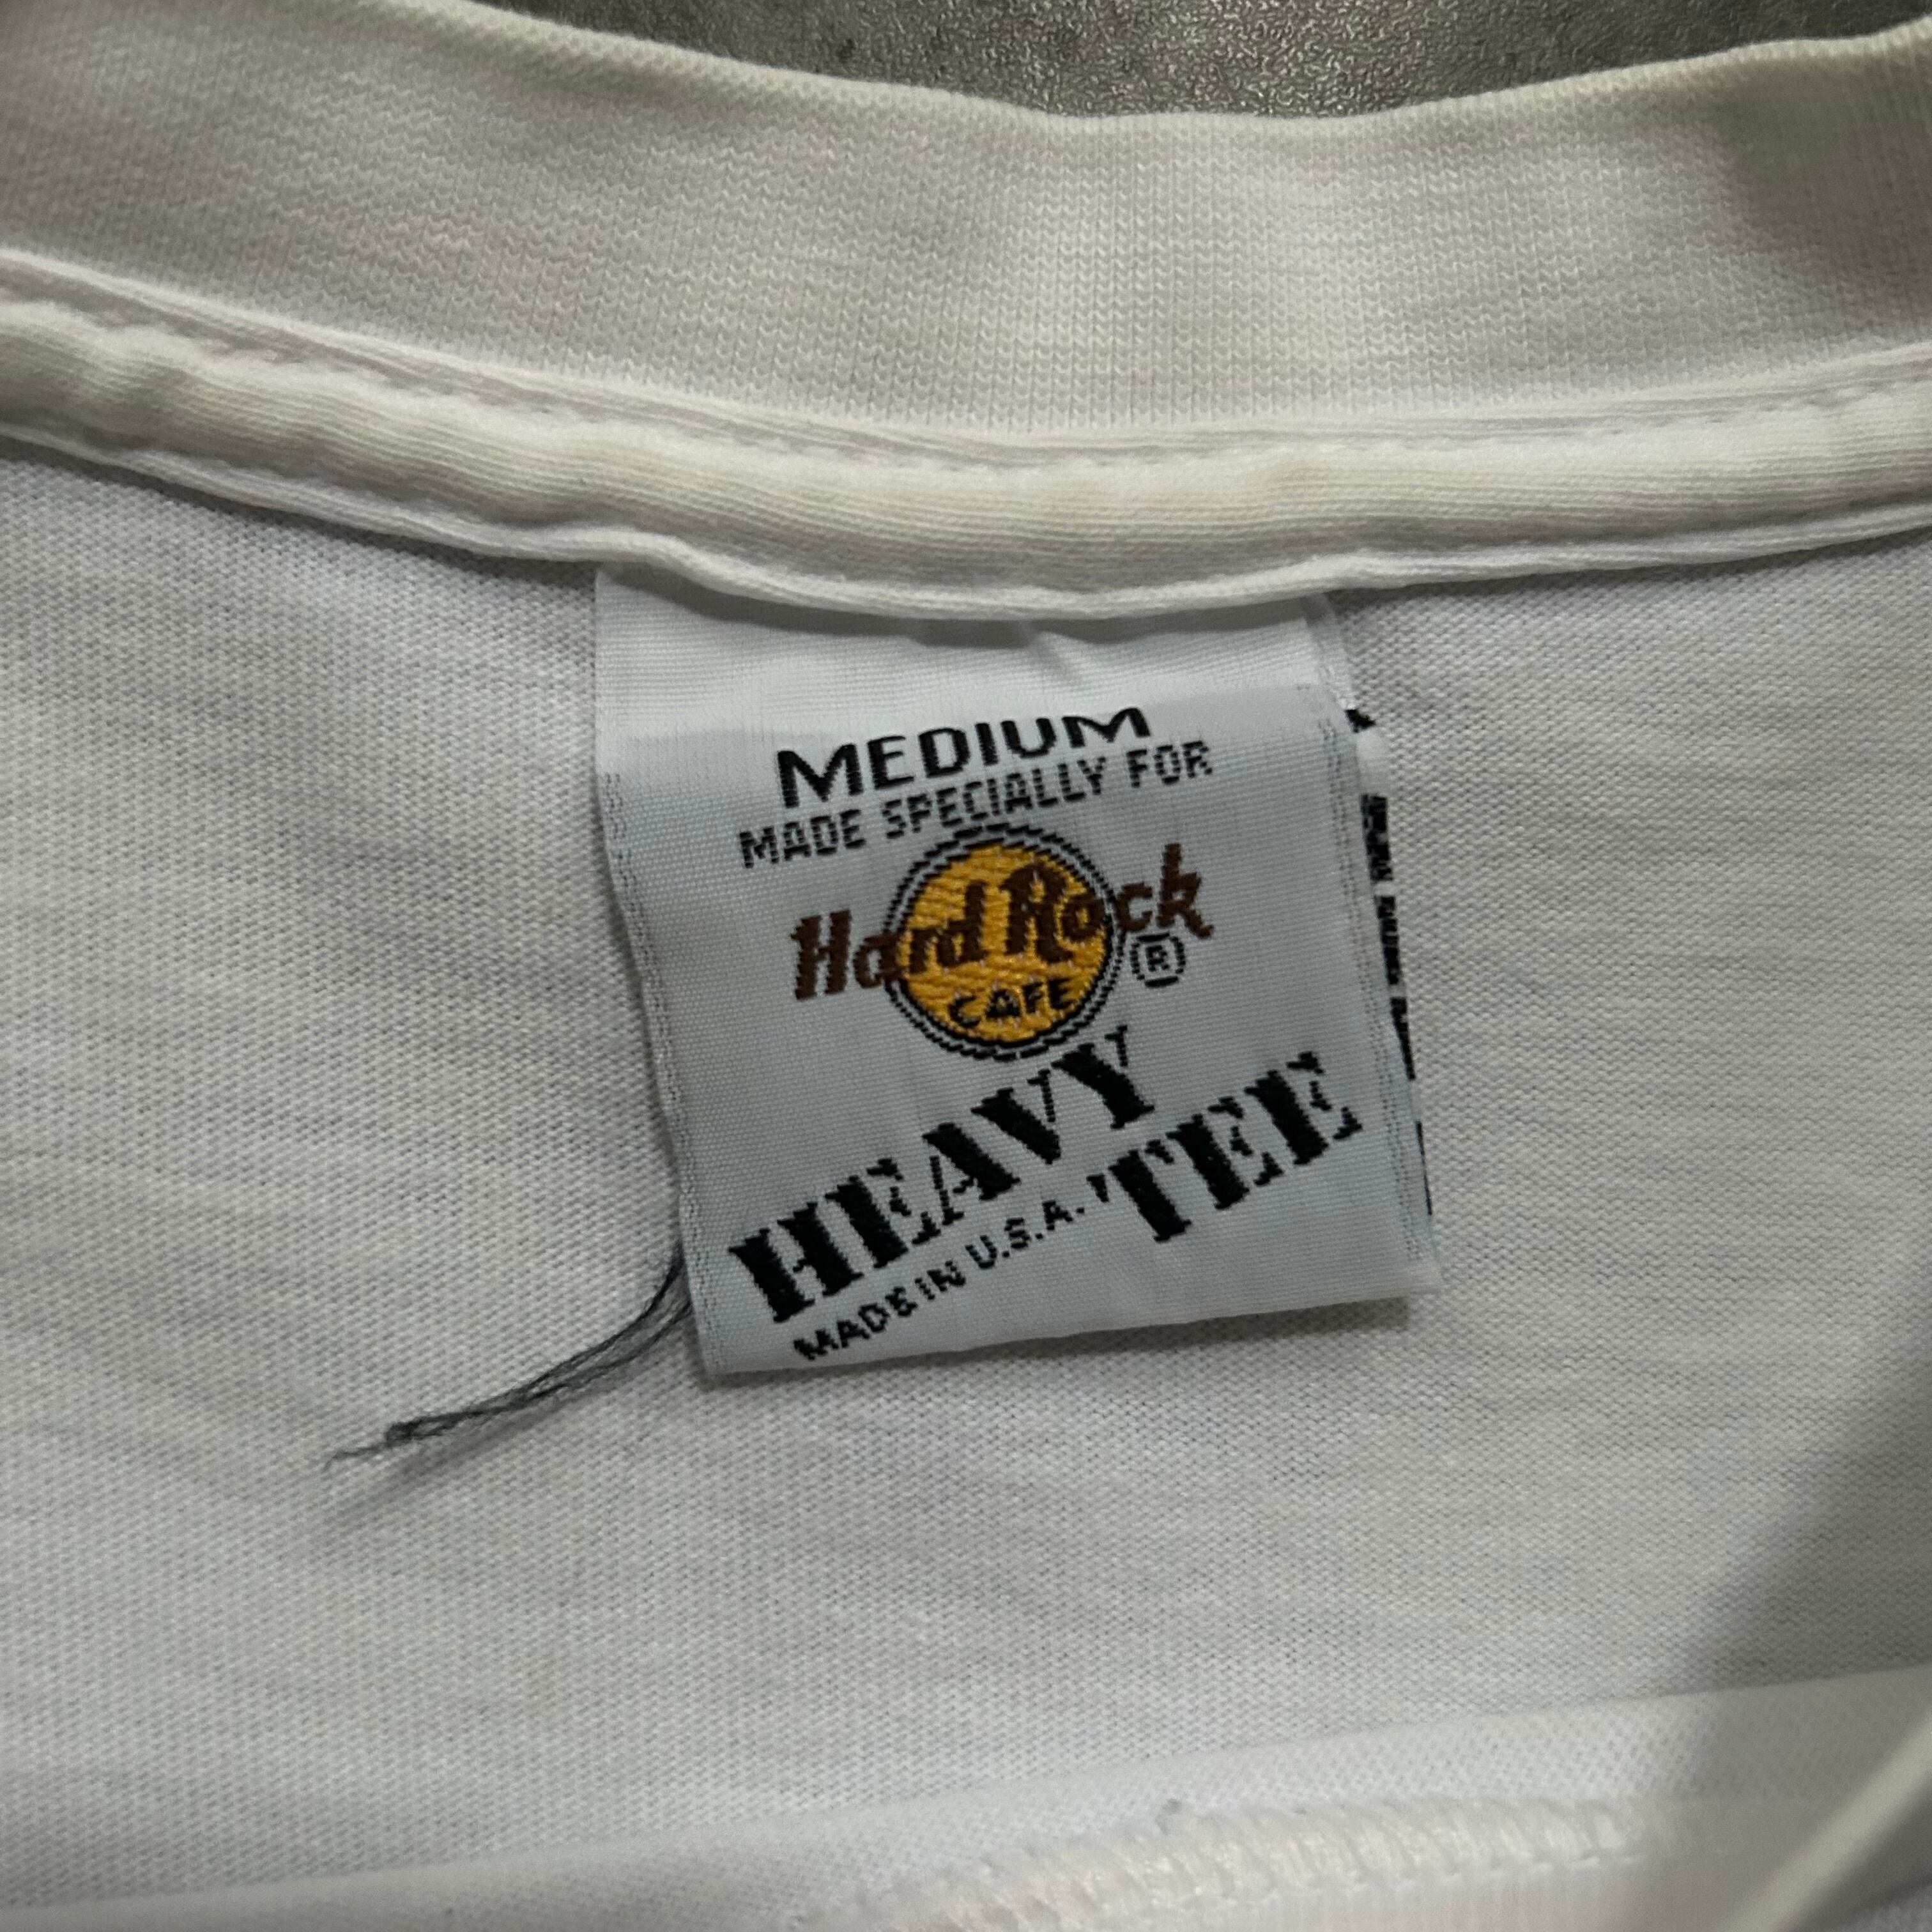 MEDIUM
MADE SPECIALLY FOR
Hard Rock
CAFE ®
HEAVY
TEE
MADE IN U.S.A.